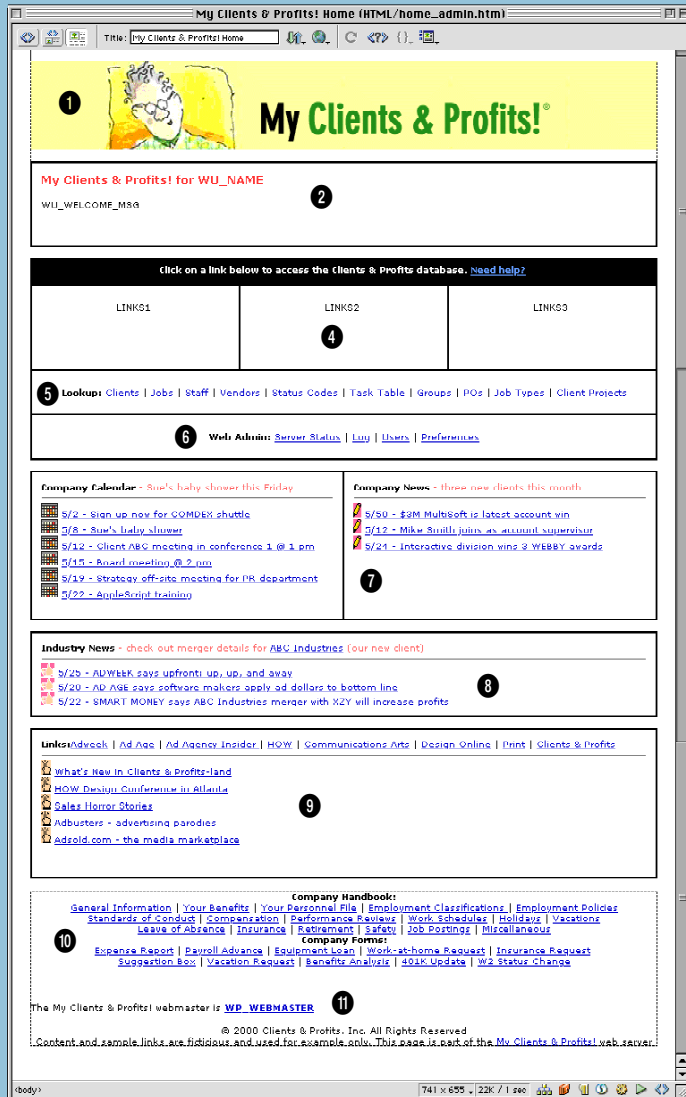 My Clients & Profits! Home (HTML/home_admin.htm)
Title: My Clients & Profits! Home
1
My Clients & Profits!®
My Clients & Profits! for WU_NAME
2
WU_WELCOME_MSG
Click on a link below to access the Clients & Profits database. Need help?
LINKS1 LINKS2 LINKS3
4
5 Lookup: Clients | Jobs | Staff | Vendors | Status Codes | Task Table | Groups | POs | Job Types | Client Projects
6 Web Admin: Server Status | Log | Users | Preferences
Company Calendar - Sue's baby shower this Friday
5/2 - Sign up now for COMDEX shuttle
5/8 - Sue's baby shower
5/12 - Client ABC meeting in conference 1 @ 1 pm
5/15 - Board meeting @ 2 pm
5/19 - Strategy off-site meeting for PR department
5/22 - AppleScript training
Company News - three new clients this month
5/30 - $3M MultiSoft is latest account win
5/12 - Mike Smith joins as account supervisor
5/24 - Interactive division wins 3 WEBBY awards
7
Industry News - check out merger details for ABC Industries (our new client)
5/25 - ADWEEK says upfronti up, up, and away
5/20 - AD AGE says software makers apply ad dollars to bottom line
5/22 - SMART MONEY says ABC Industries merger with XZY will increase profits
8
Links:Adweek | Ad Age | Ad Agency Insider | HOW | Communications Arts | Design Online | Print | Clients & Profits
What's New in Clients & Profits-land
HOW Design Conference in Atlanta
Sales Horror Stories
Adbusters - advertising parodies
Adsold.com - the media marketplace
9
Company Handbook:
General Information | Your Benefits | Your Personnel File | Employment Classifications | Employment Policies
Standards of Conduct | Compensation | Performance Reviews | Work Schedules | Holidays | Vacations
Leave of Absence | Insurance | Retirement | Safety | Job Postings | Miscellaneous
10
Company Forms:
Expense Report | Payroll Advance | Equipment Loan | Work-at-home Request | Insurance Request
Suggestion Box | Vacation Request | Benefits Analysis | 401K Update | W2 Status Change
The My Clients & Profits! webmaster is WP_WEBMASTER 11
© 2000 Clients & Profits, Inc. All Rights Reserved
Content and sample links are ficticious and used for example only. This page is part of the My Clients & Profits! web server
<body> 741 x 655 22K / 1 sec